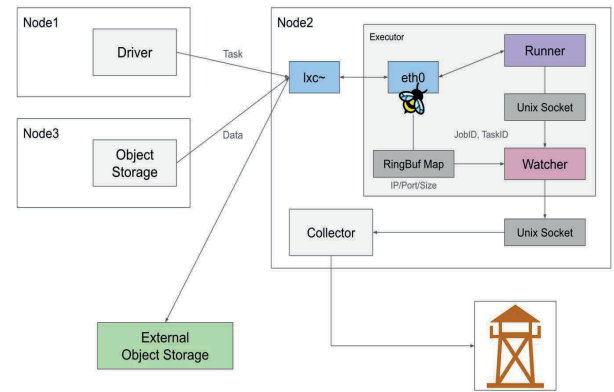 Node1
Driver
Task
Node3
Object
Storage
Data
External
Object Storage
Node2
lxc~
Executor
eth0
Runner
Unix Socket
JobID, TaskID
RingBuf Map
IP/Port/Size
Watcher
Unix Socket
Collector